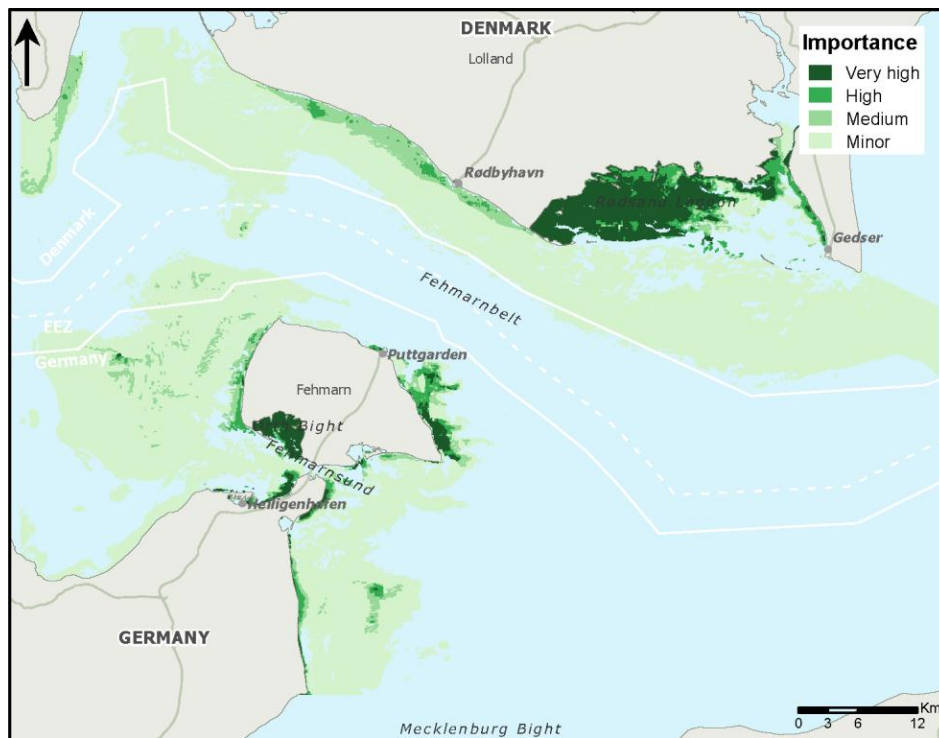 DENMARK
Lolland
Importance
Very high
High
Medium
Minor
Rødbyhavn
Rødsand Lagoon
Gedser
Denmark
Fehmarnbelt
EEZ
Germany
Puttgarden
Fehmarn
Bight
Fehmarnsund
Heiligenhafen
GERMANY
Mecklenburg Bight
Km
0 3 6 12